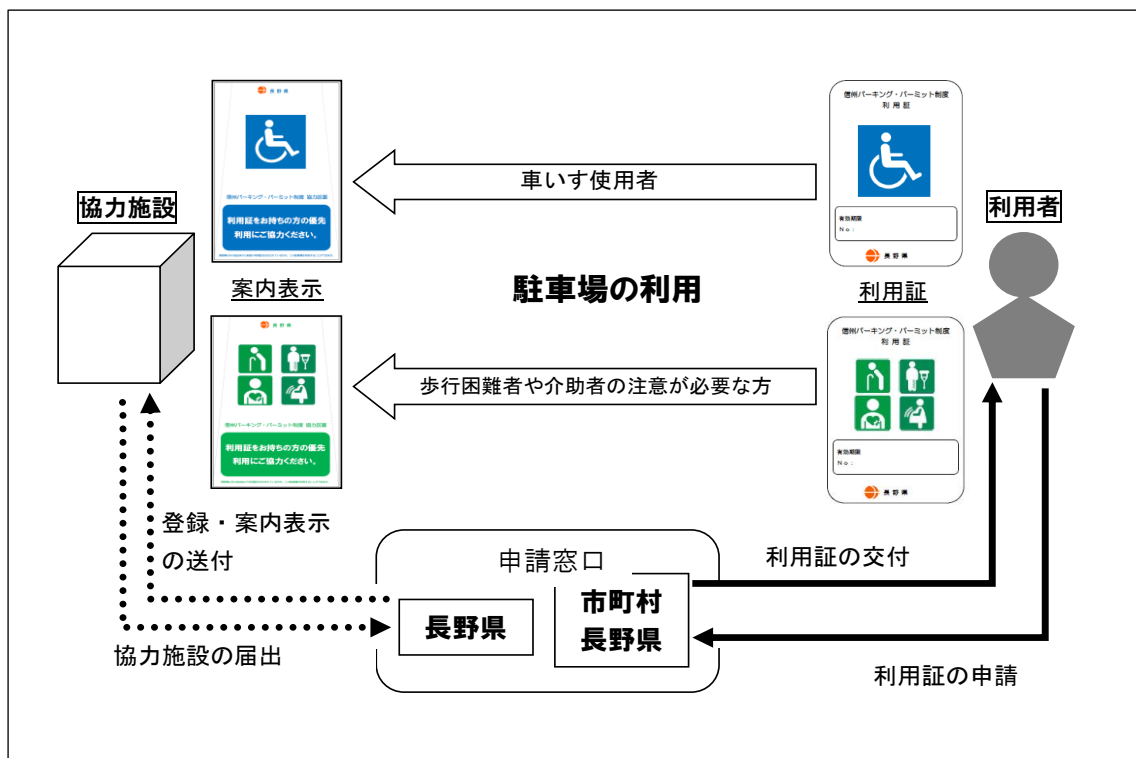 長野県
信州パーキング・パーミット制度 協力区画
利用証をお持ちの方の優先
利用にご協力ください。
案内表示
協力施設
車いす使用者
信州パーキング・パーミット制度
利用証
有効期限
No:
長野県
利用証
利用者
駐車場の利用
長野県
信州パーキング・パーミット制度 協力区画
利用証をお持ちの方の優先
利用にご協力ください。
歩行困難者や介助者の注意が必要な方
信州パーキング・パーミット制度
利用証
有効期限
No:
長野県
登録・案内表示
の送付
協力施設の届出
申請窓口
長野県
市町村
長野県
利用証の交付
利用証の申請